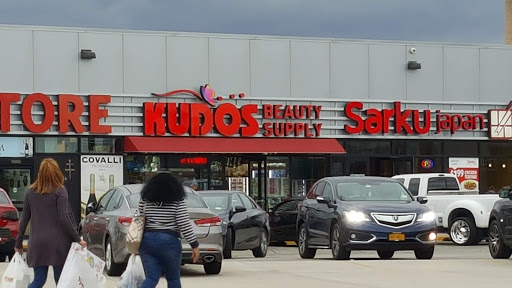 TORE
KUDOS
BEAUTY
SUPPLY
Sarku japan
COVALLI